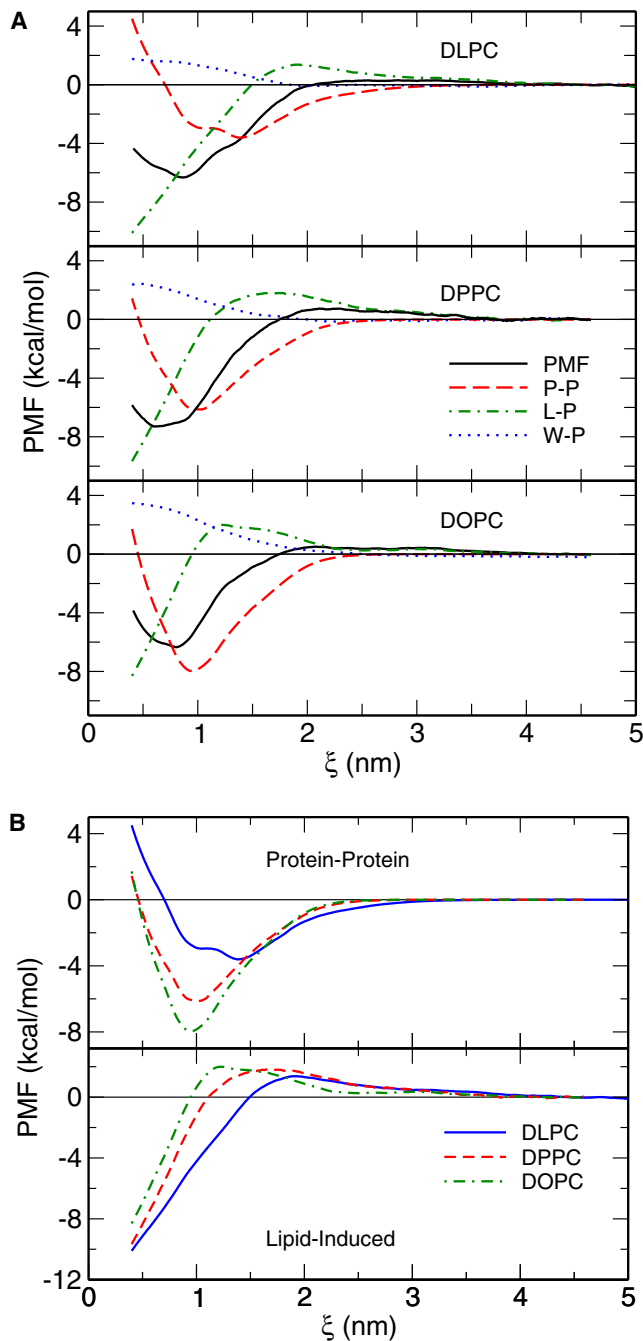 A
DLPC
4
0
-4
-8
DPPC
4
0
-4
-8
PMF
P-P
L-P
W-P
PMF (kcal/mol)
DOPC
4
0
-4
-8
0 1 2 3 4 5
ξ (nm)
B
Protein-Protein
4
0
-4
-8
PMF (kcal/mol)
0
-4
-8
-12
DLPC
DPPC
DOPC
Lipid-Induced
0 1 2 3 4 5
ξ (nm)